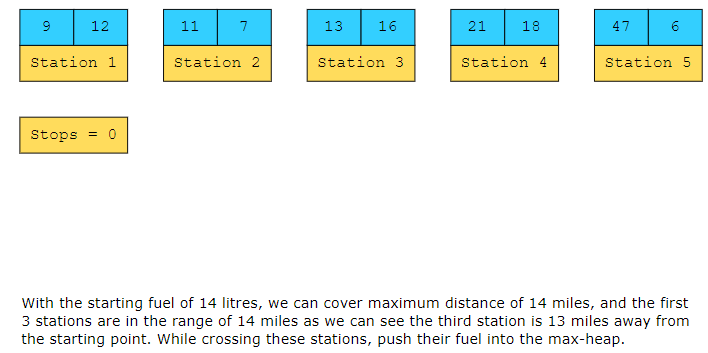 9 12 11 7 13 16 21 18 47 6
Station 1 Station 2 Station 3 Station 4 Station 5
Stops = 0
With the starting fuel of 14 litres, we can cover maximum distance of 14 miles, and the first
3 stations are in the range of 14 miles as we can see the third station is 13 miles away from
the starting point. While crossing these stations, push their fuel into the max-heap.